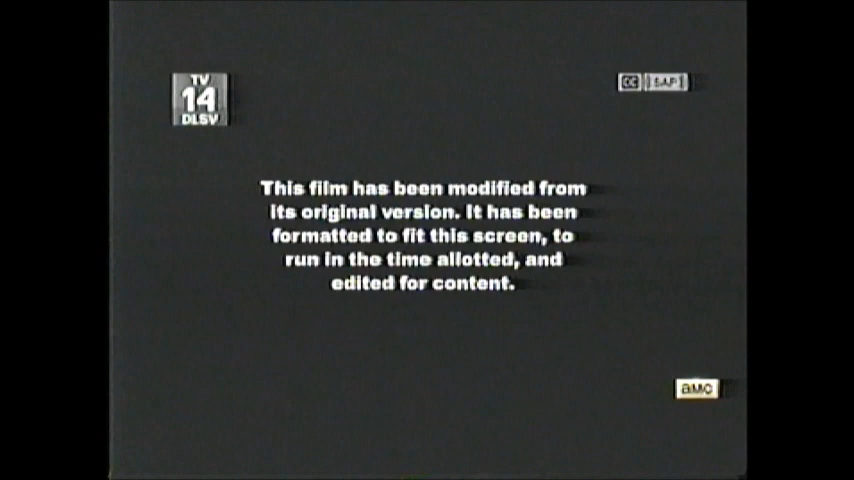 TV
14
DLSV
CC SAP
This film has been modified from
its original version. It has been
formatted to fit this screen, to
run in the time allotted, and
edited for content.
amc